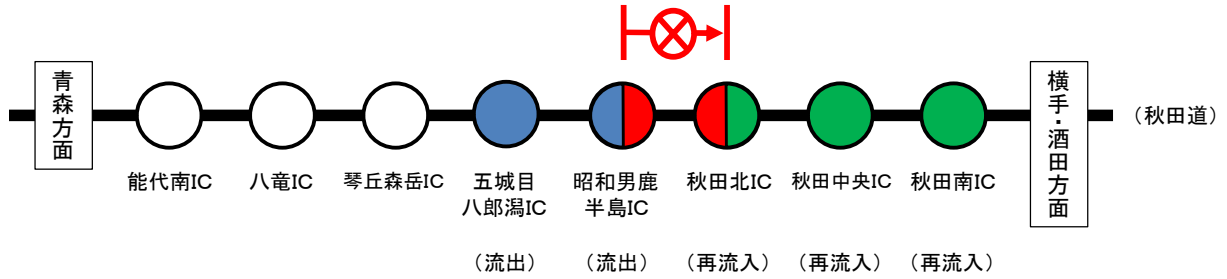 青森方面
横手・酒田方面
（秋田道）
能代南IC
八竜IC
琴丘森岳IC
五城目
八郎潟IC
昭和男鹿
半島IC
秋田北IC
秋田中央IC
秋田南IC
（流出）
（流出）
（再流入）
（再流入）
（再流入）